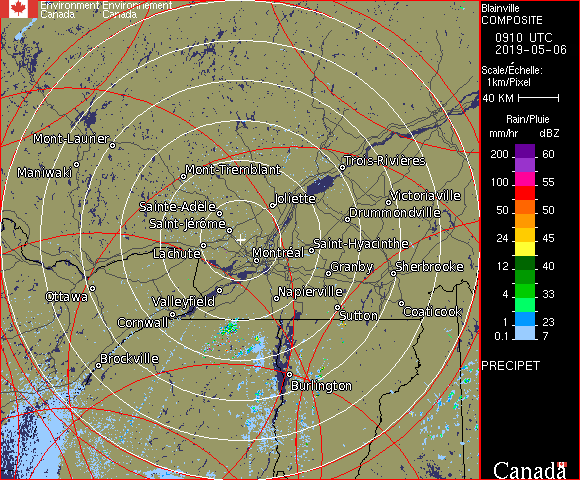 Environment Environnement
Canada Canada
Blainville
COMPOSITE
0910 UTC
2019-05-06
Scale/Échelle:
1km/Pixel
40 KM
Rain/Pluie
mm/hr dBZ
200 60
100 55
50 50
24 45
12 40
4 33
1 23
0.1 7
PRECIPET
Canada
Mont-Laurier
Maniwaki
Mont-Tremblant
Trois-Rivières
Joliette
Victoriaville
Sainte-Adèle
Drummondville
Saint-Jérôme
Lachute
Montréal
Saint-Hyacinthe
Granby
Sherbrooke
Ottawa
Valleyfield
Napierville
Cornwall
Sutton
Coaticook
Brockville
Burlington